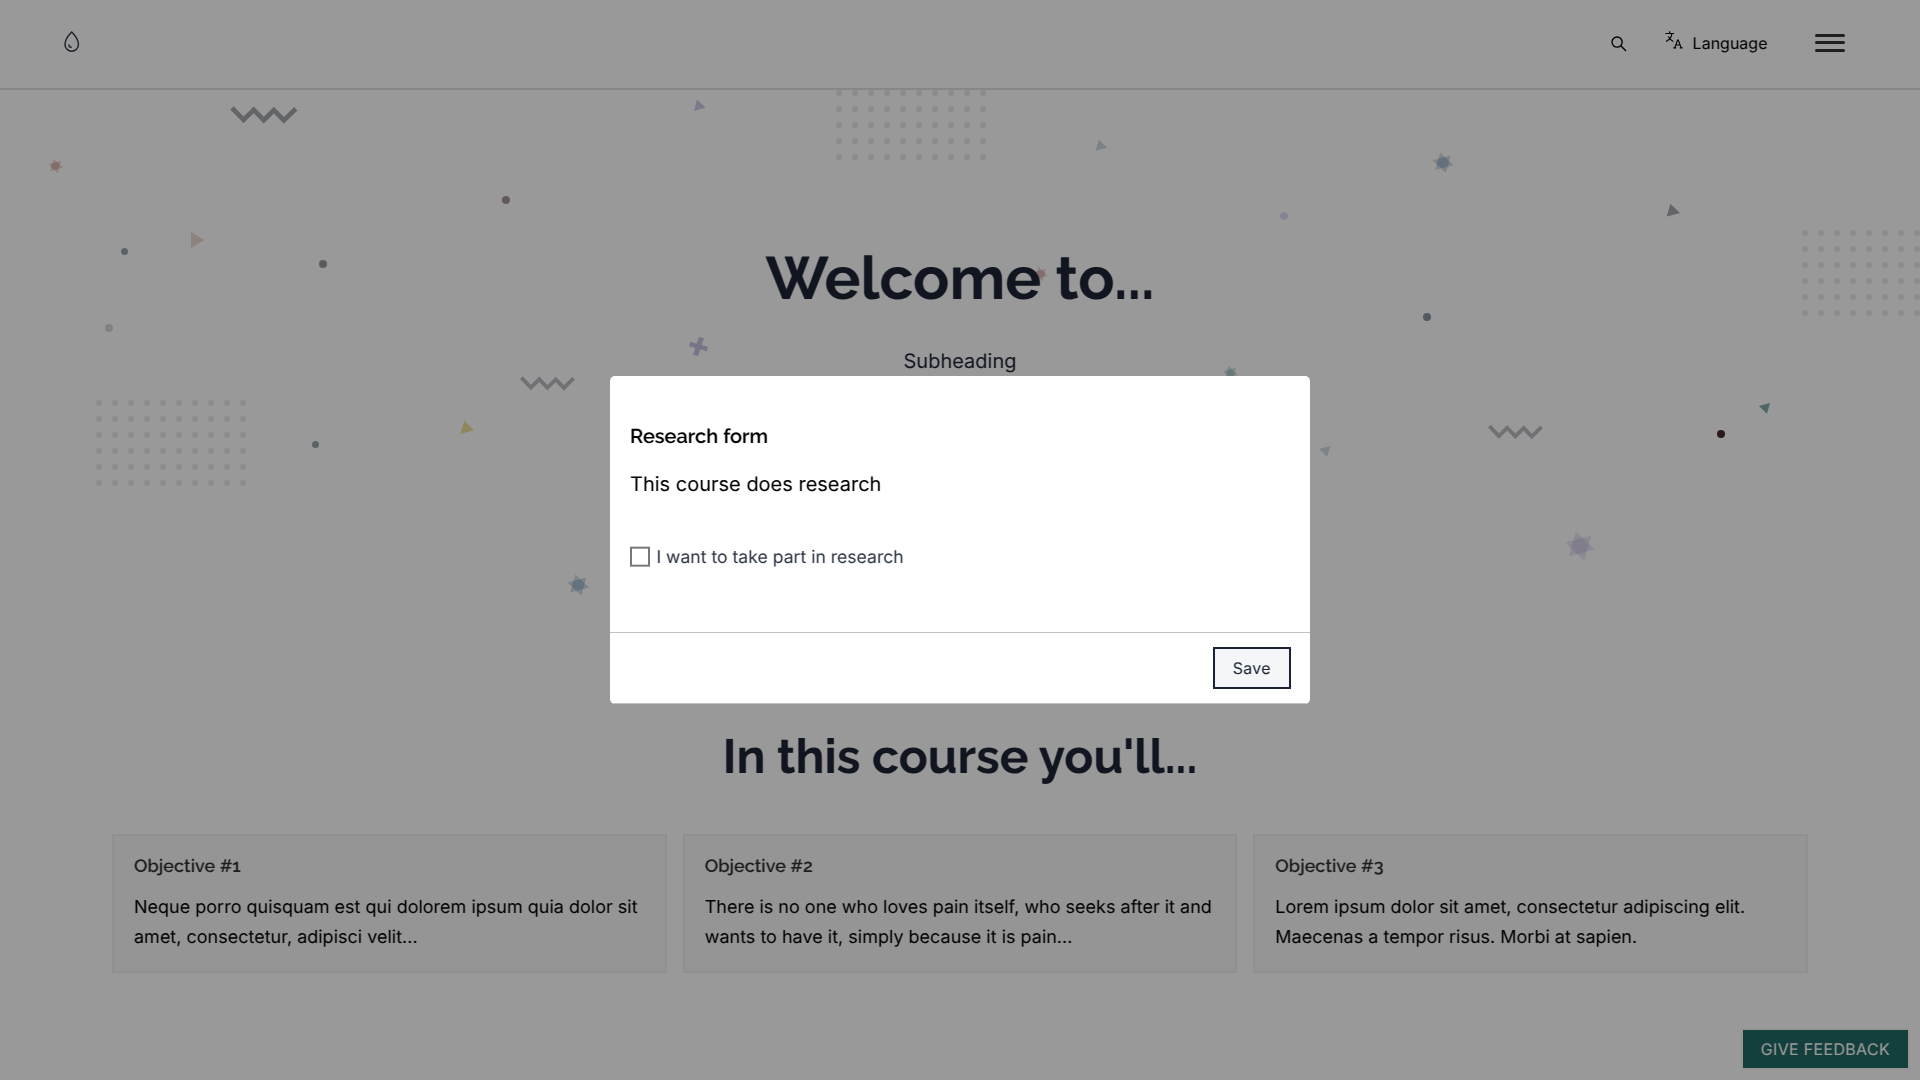 Language
Welcome to...
Subheading
Research form
This course does research
I want to take part in research
Save
In this course you'll...
Objective #1
Neque porro quisquam est qui dolorem ipsum quia dolor sit
amet, consectetur, adipisci velit...
Objective #2
There is no one who loves pain itself, who seeks after it and
wants to have it, simply because it is pain...
Objective #3
Lorem ipsum dolor sit amet, consectetur adipiscing elit.
Maecenas a tempor risus. Morbi at sapien.
GIVE FEEDBACK